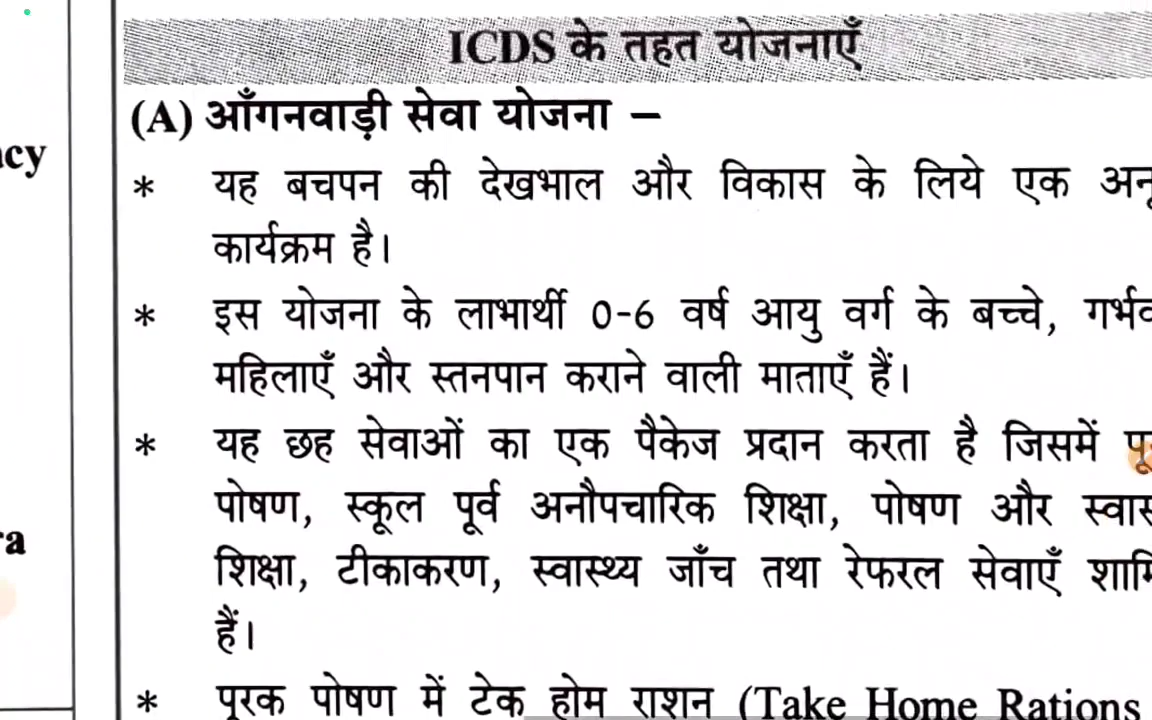 ICDS के तहत योजनाएँ
(A) आँगनवाड़ी सेवा योजना –
* यह बचपन की देखभाल और विकास के लिये एक
कार्यक्रम है।
* इस योजना के लाभार्थी 0-6 वर्ष आयु वर्ग के बच्चे,
महिलाएँ और स्तनपान कराने वाली माताएँ हैं।
* यह छह सेवाओं का एक पैकेज प्रदान करता है जिसमें
पोषण, स्कूल पूर्व अनौपचारिक शिक्षा, पोषण और
शिक्षा, टीकाकरण, स्वास्थ्य जाँच तथा रेफरल सेवाएँ
हैं।
* पूरक पोषण में टेक होम राशन (Take Home Rations